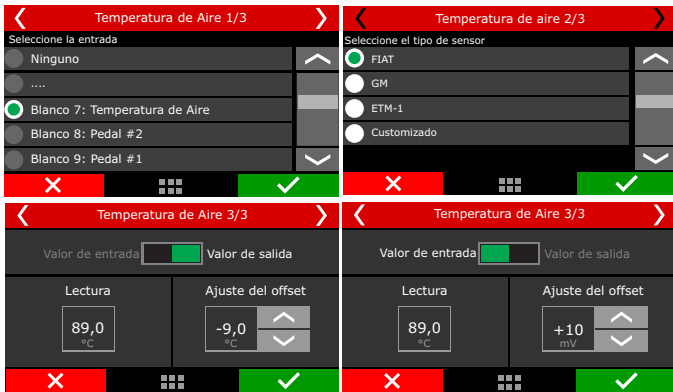 Temperatura de Aire 1/3
Seleccione la entrada
Ninguno
....
Blanco 7: Temperatura de Aire
Blanco 8: Pedal #2
Blanco 9: Pedal #1
Temperatura de aire 2/3
Seleccione el tipo de sensor
FIAT
GM
ETM-1
Customizado
Temperatura de Aire 3/3
Valor de entrada Valor de salida
Lectura Ajuste del offset
89,0 -9,0
°C °C
Temperatura de Aire 3/3
Valor de entrada Valor de salida
Lectura Ajuste del offset
89,0 +10
°C mV